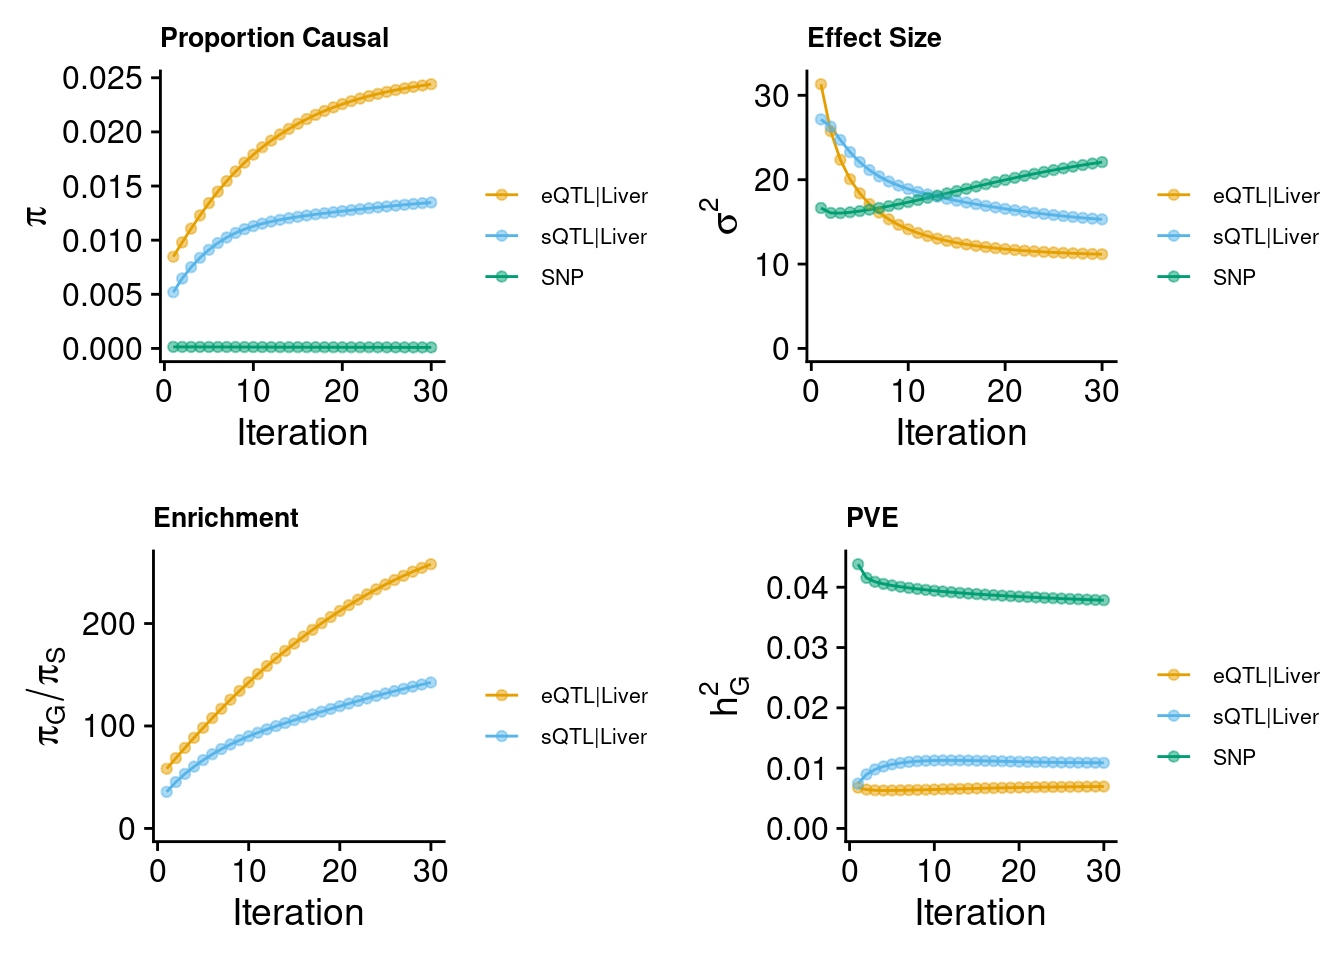 Proportion Causal
π
0.025
0.020
0.015
0.010
0.005
0.000
0 10 20 30
Iteration
eQTL|Liver
sQTL|Liver
SNP
Effect Size
σ²
30
20
10
0
0 10 20 30
Iteration
eQTL|Liver
sQTL|Liver
SNP
Enrichment
π_G/π_S
200
100
0
0 10 20 30
Iteration
eQTL|Liver
sQTL|Liver
PVE
h²_G
0.04
0.03
0.02
0.01
0.00
0 10 20 30
Iteration
eQTL|Liver
sQTL|Liver
SNP